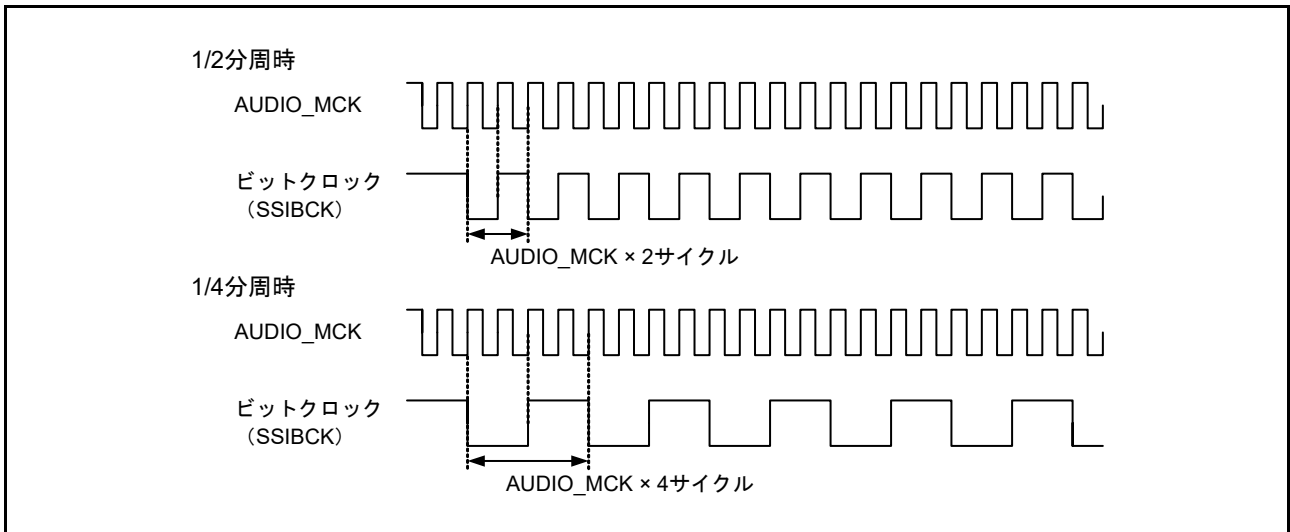 1/2分周時
AUDIO_MCK
ビットクロック
（SSIBCK）
AUDIO_MCK × 2サイクル
1/4分周時
AUDIO_MCK
ビットクロック
（SSIBCK）
AUDIO_MCK × 4サイクル